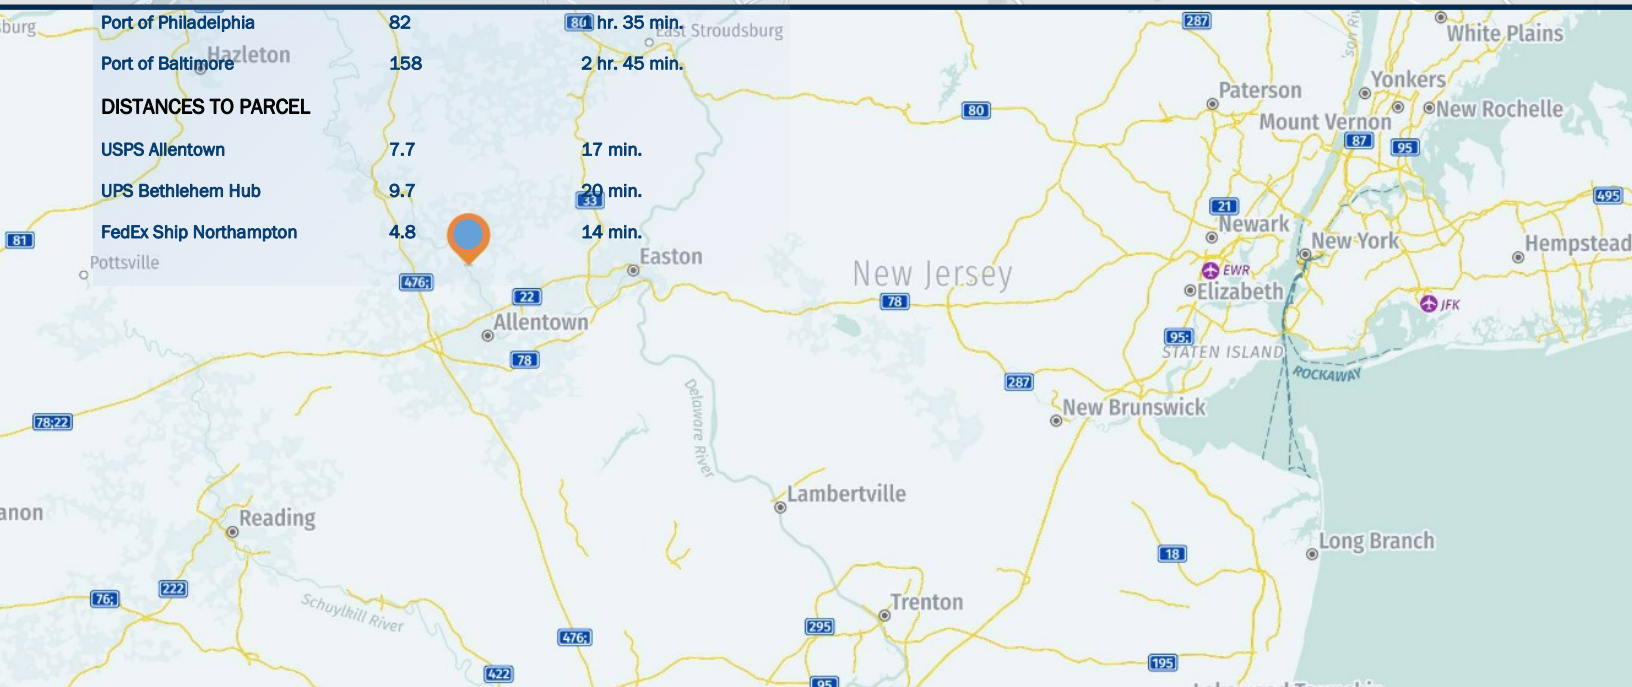 Port of Philadelphia 82 1 hr. 35 min.
Port of Baltimore 158 2 hr. 45 min.
DISTANCES TO PARCEL
USPS Allentown 7.7 17 min.
UPS Bethlehem Hub 9.7 20 min.
FedEx Ship Northampton 4.8 14 min.
sburg
Hazleton
80
East Stroudsburg
287
White Plains
Yonkers
Paterson
80
New Rochelle
Mount Vernon
87
95
33
495
21
Newark
81
New York
Hempstead
Pottsville
Easton
New Jersey
EWR
476;
22
78
Elizabeth
JFK
Allentown
95;
STATEN ISLAND
78
ROCKAWAY
287
78;22
New Brunswick
Delaware River
Lambertville
anon
Reading
Long Branch
18
222
76;
Schuylkill River
Trenton
295
476;
195
422
95